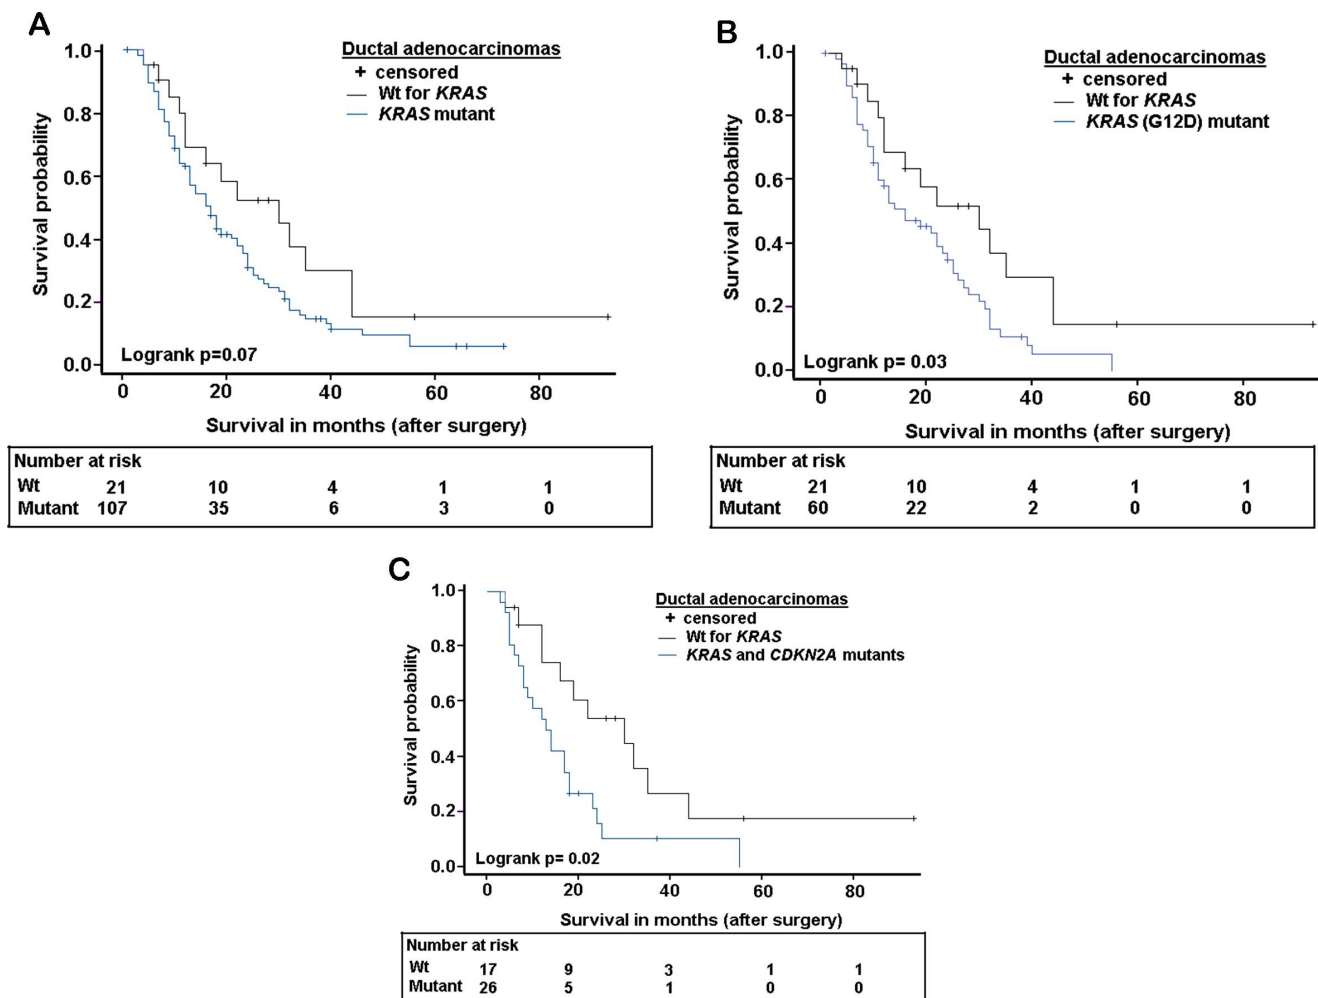 A
Ductal adenocarcinomas
+ censored
Wt for KRAS
KRAS mutant
Survival probability
1.0
0.8
0.6
0.4
0.2
0.0
Logrank p=0.07
0 20 40 60 80
Survival in months (after surgery)
Number at risk
Wt 21 10 4 1 1
Mutant 107 35 6 3 0
B
Ductal adenocarcinomas
+ censored
Wt for KRAS
KRAS (G12D) mutant
Survival probability
1.0
0.8
0.6
0.4
0.2
0.0
Logrank p= 0.03
0 20 40 60 80
Survival in months (after surgery)
Number at risk
Wt 21 10 4 1 1
Mutant 60 22 2 0 0
C
Ductal adenocarcinomas
+ censored
Wt for KRAS
KRAS and CDKN2A mutants
Survival probability
1.0
0.8
0.6
0.4
0.2
0.0
Logrank p= 0.02
0 20 40 60 80
Survival in months (after surgery)
Number at risk
Wt 17 9 3 1 1
Mutant 26 5 1 0 0